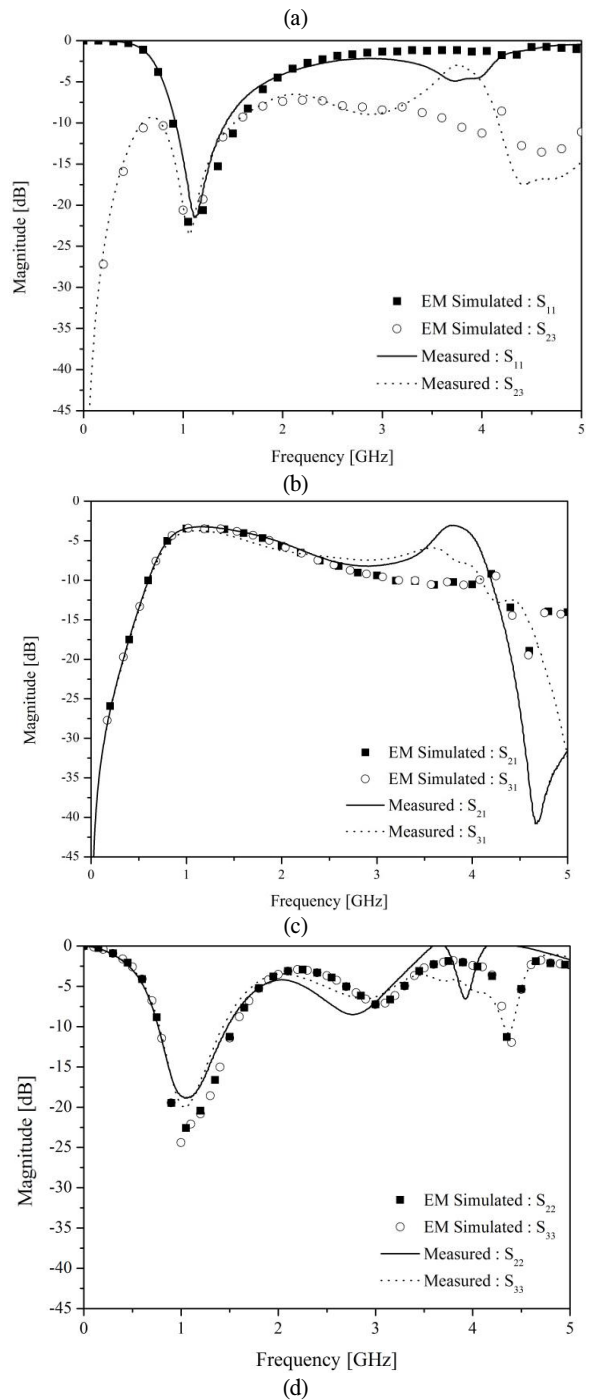 (a)
0
-5
-10
-15
-20
-25
-30
-35
-40
-45
Magnitude [dB]
EM Simulated : S11
EM Simulated : S23
Measured : S11
Measured : S23
0 1 2 3 4 5
Frequency [GHz]
(b)
0
-5
-10
-15
-20
-25
-30
-35
-40
-45
Magnitude [dB]
EM Simulated : S21
EM Simulated : S31
Measured : S21
Measured : S31
0 1 2 3 4 5
Frequency [GHz]
(c)
0
-5
-10
-15
-20
-25
-30
-35
-40
-45
Magnitude [dB]
EM Simulated : S22
EM Simulated : S33
Measured : S22
Measured : S33
0 1 2 3 4 5
Frequency [GHz]
(d)